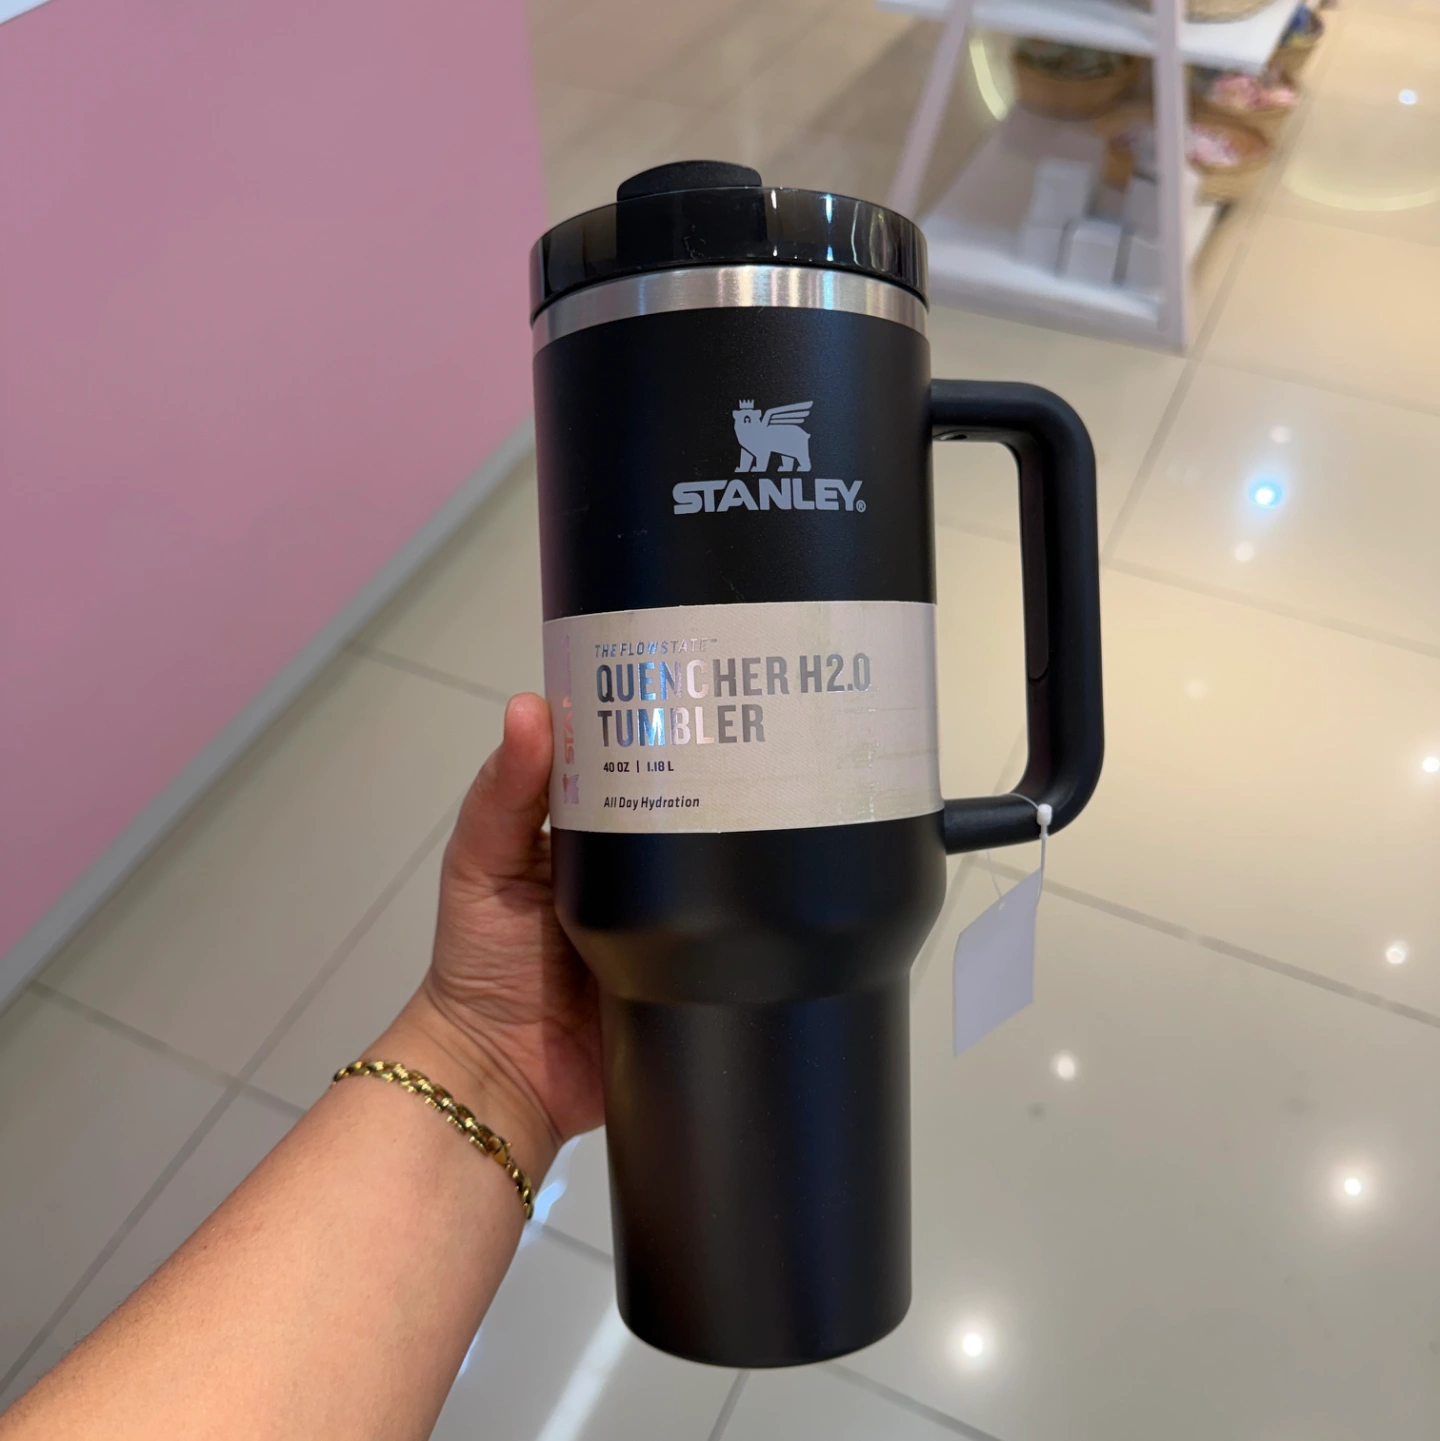 STANLEY®
THE FLOWSTATE™
QUENCHER H2.0
TUMBLER
40 OZ | 1.18 L
All Day Hydration